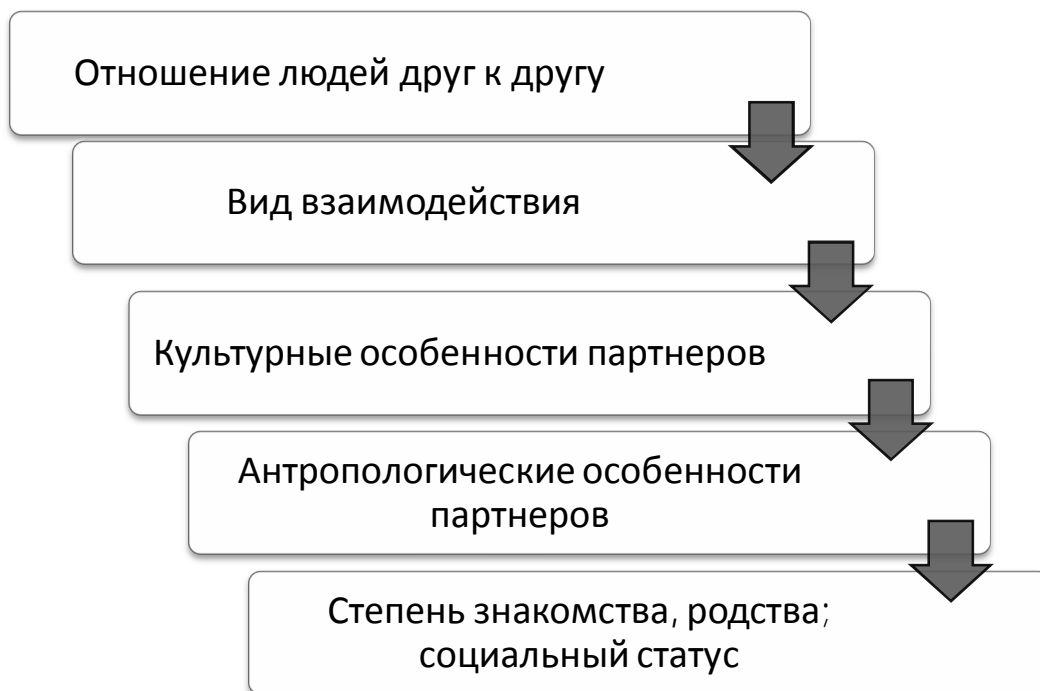 Отношение людей друг к другу
Вид взаимодействия
Культурные особенности партнеров
Антропологические особенности
партнеров
Степень знакомства, родства;
социальный статус